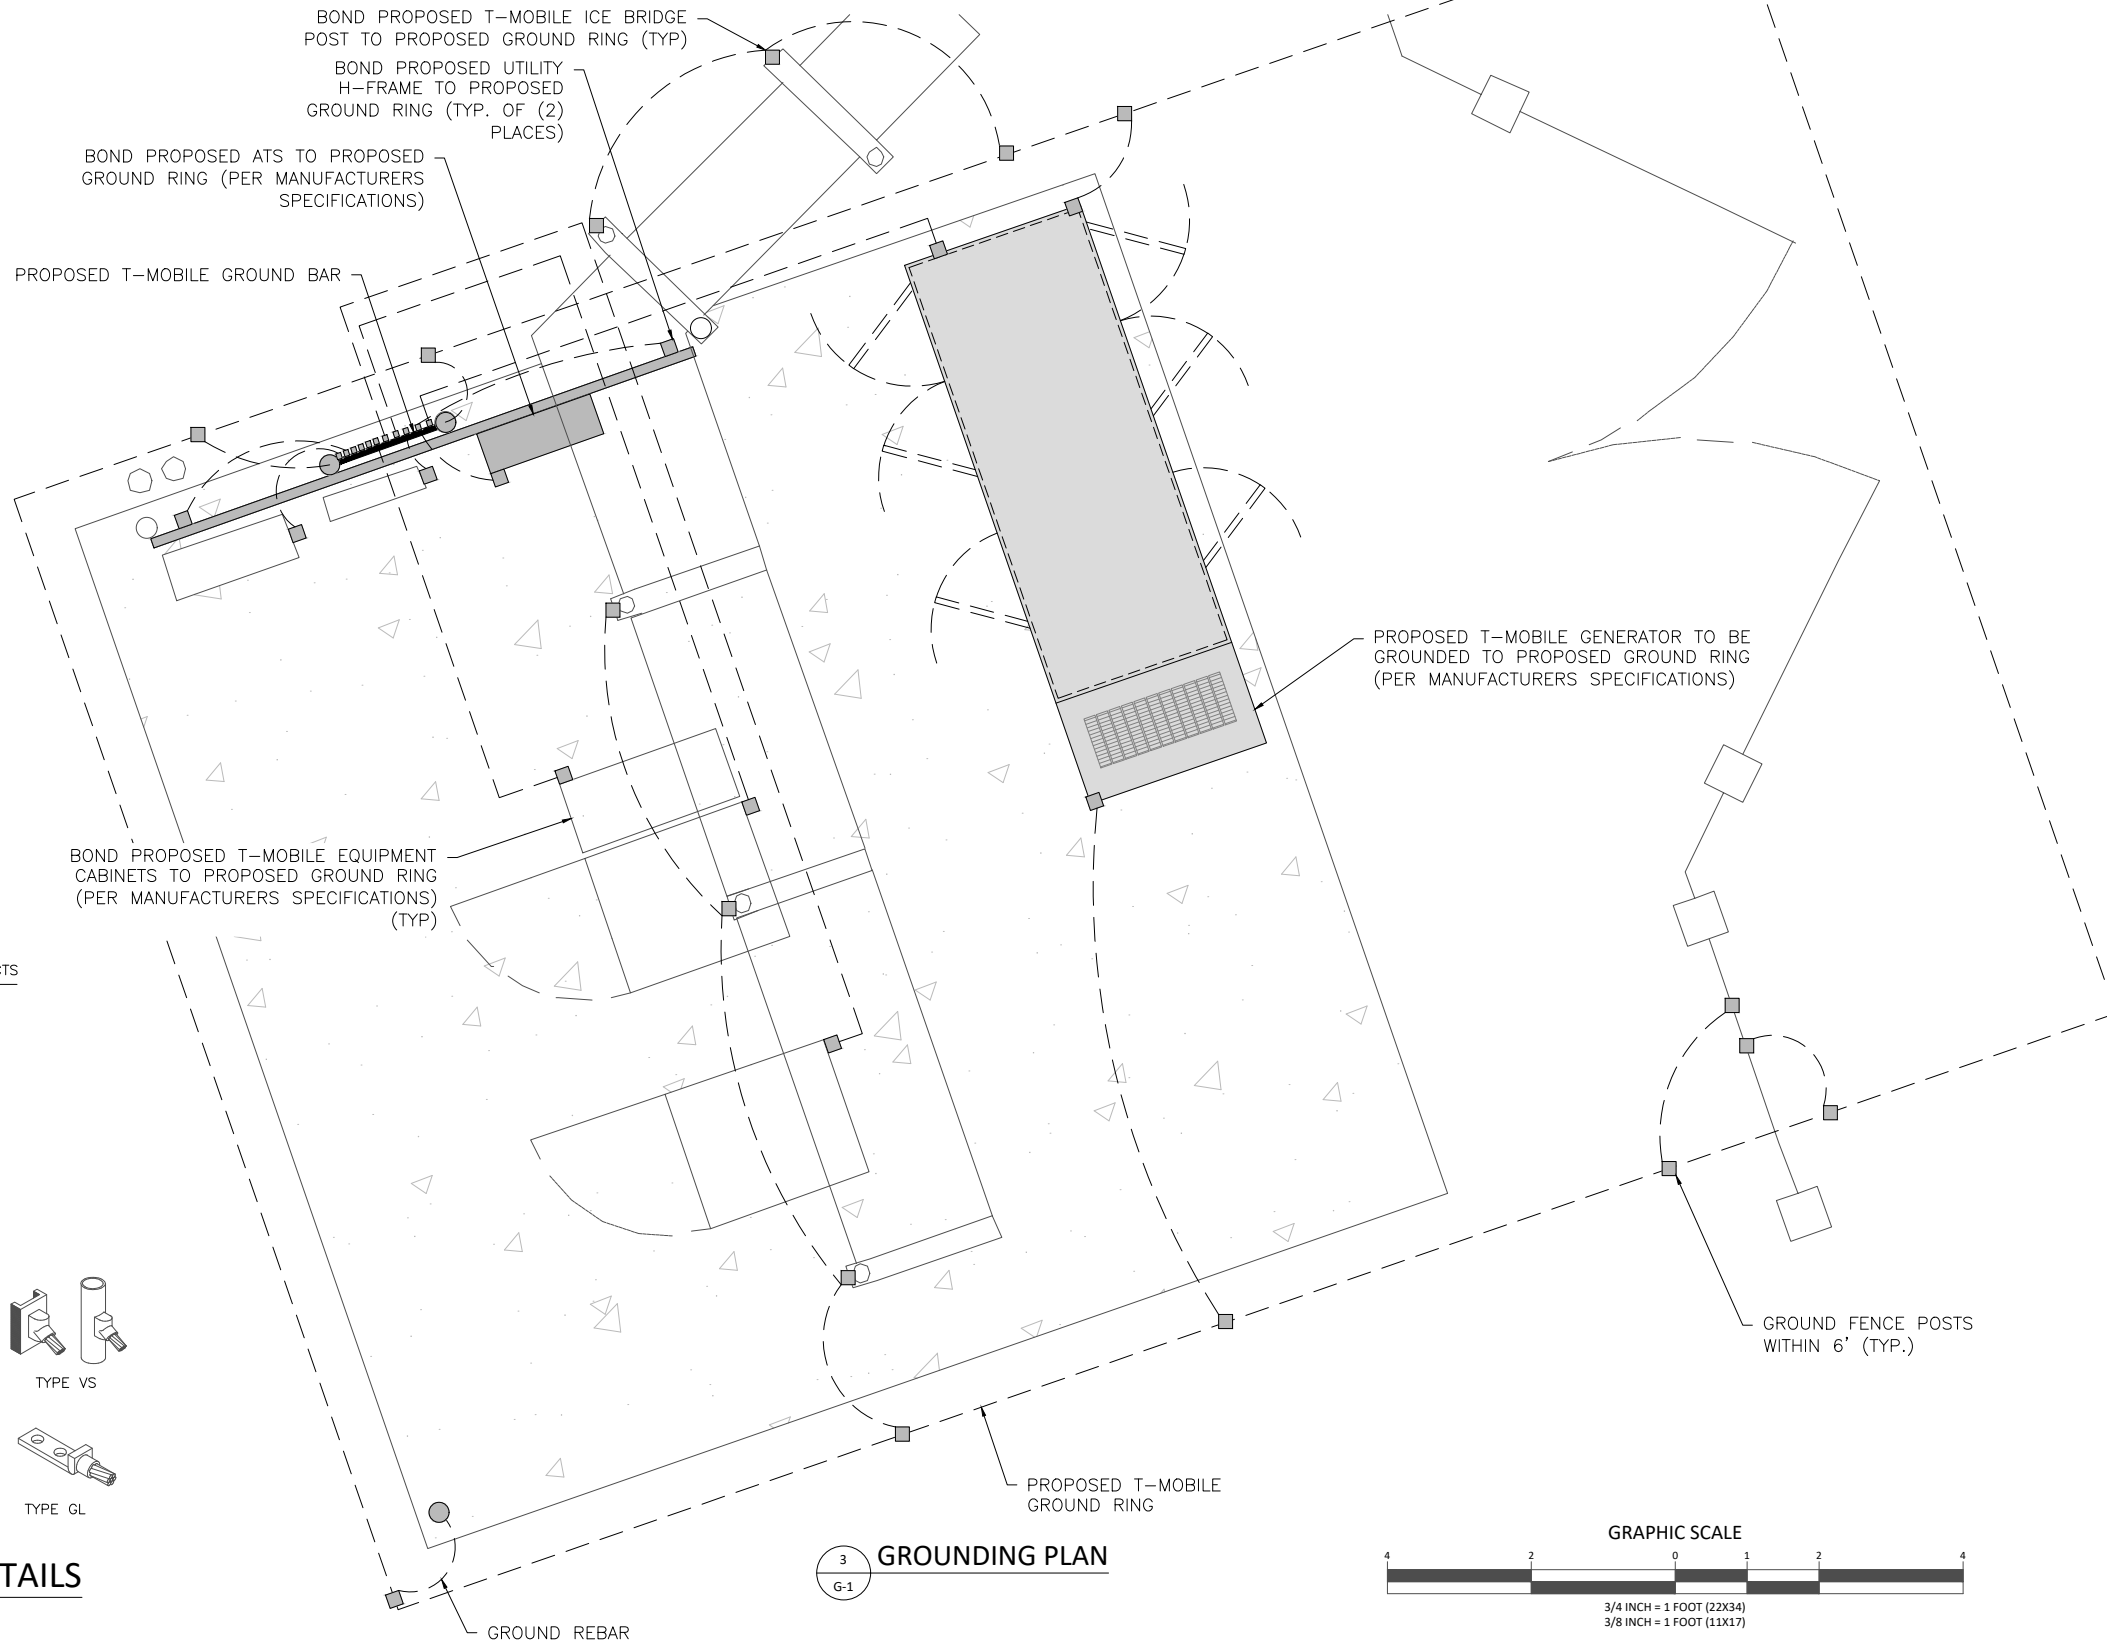 BOND PROPOSED T-MOBILE ICE BRIDGE
POST TO PROPOSED GROUND RING (TYP)
BOND PROPOSED UTILITY
H-FRAME TO PROPOSED
GROUND RING (TYP. OF (2)
PLACES)
BOND PROPOSED ATS TO PROPOSED
GROUND RING (PER MANUFACTURERS
SPECIFICATIONS)
PROPOSED T-MOBILE GROUND BAR
PROPOSED T-MOBILE GENERATOR TO BE
GROUNDED TO PROPOSED GROUND RING
(PER MANUFACTURERS SPECIFICATIONS)
BOND PROPOSED T-MOBILE EQUIPMENT
CABINETS TO PROPOSED GROUND RING
(PER MANUFACTURERS SPECIFICATIONS)
(TYP)
CTS
GROUND FENCE POSTS
WITHIN 6' (TYP.)
TYPE VS
TYPE GL
PROPOSED T-MOBILE
GROUND RING
TAILS
3
G-1
GROUNDING PLAN
GROUND REBAR
GRAPHIC SCALE
4 2 0 1 2 4
3/4 INCH = 1 FOOT (22X34)
3/8 INCH = 1 FOOT (11X17)